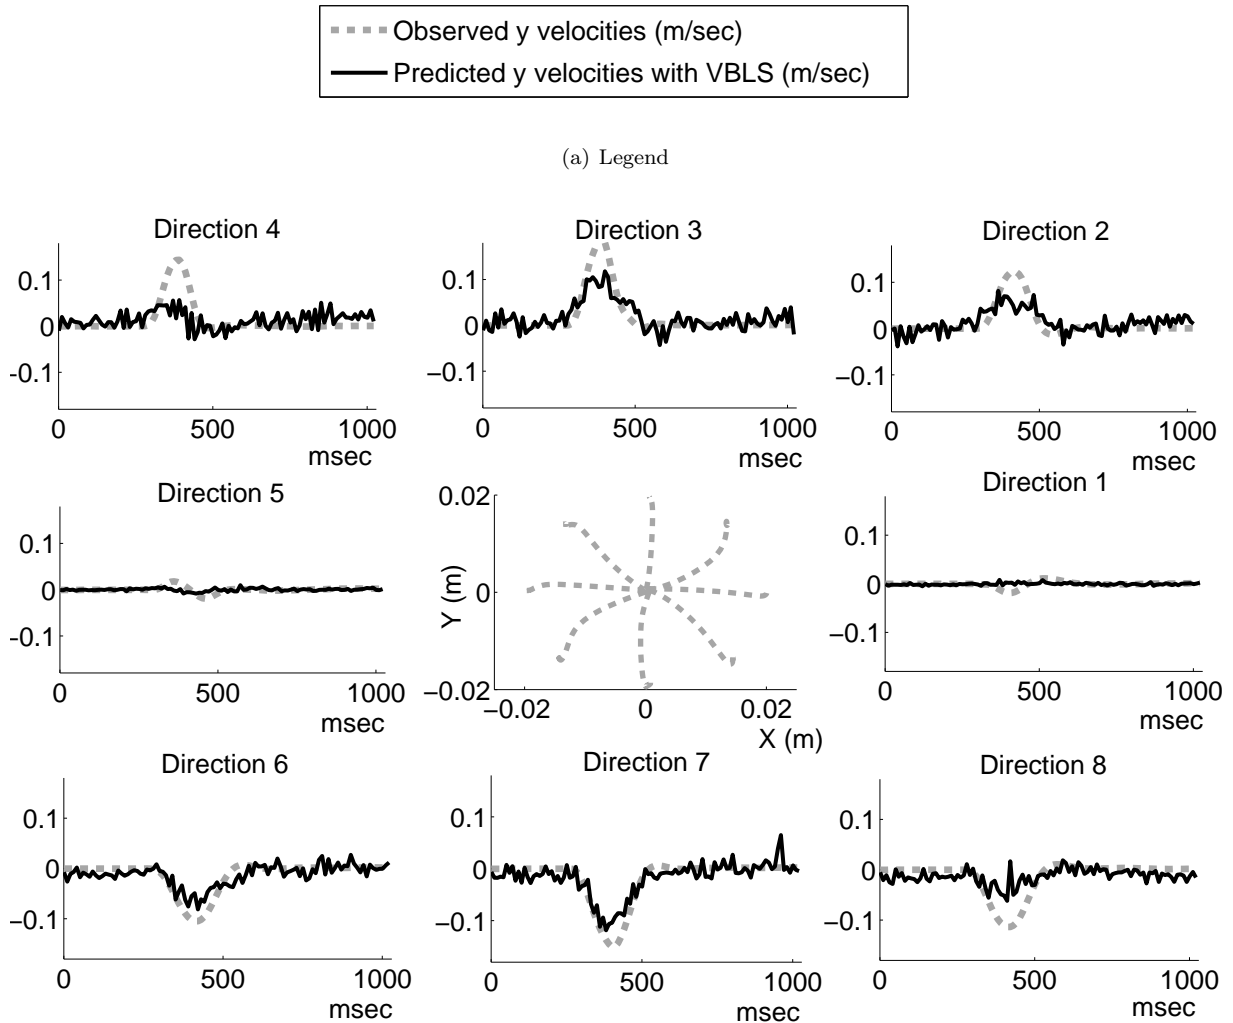 Observed y velocities (m/sec)
Predicted y velocities with VBLS (m/sec)
(a) Legend
Direction 4
0.1
0
-0.1
0 500 1000
msec
Direction 3
0.1
0
−0.1
0 500 1000
msec
Direction 2
0.1
0
−0.1
0 500 1000
msec
Direction 5
0.1
0
-0.1
0 500 1000
msec
0.02
0
−0.02
Y (m)
−0.02 0 0.02
X (m)
Direction 1
0.1
0
−0.1
0 500 1000
msec
Direction 6
0.1
0
−0.1
0 500 1000
msec
Direction 7
0.1
0
−0.1
0 500 1000
msec
Direction 8
0.1
0
−0.1
0 500 1000
msec